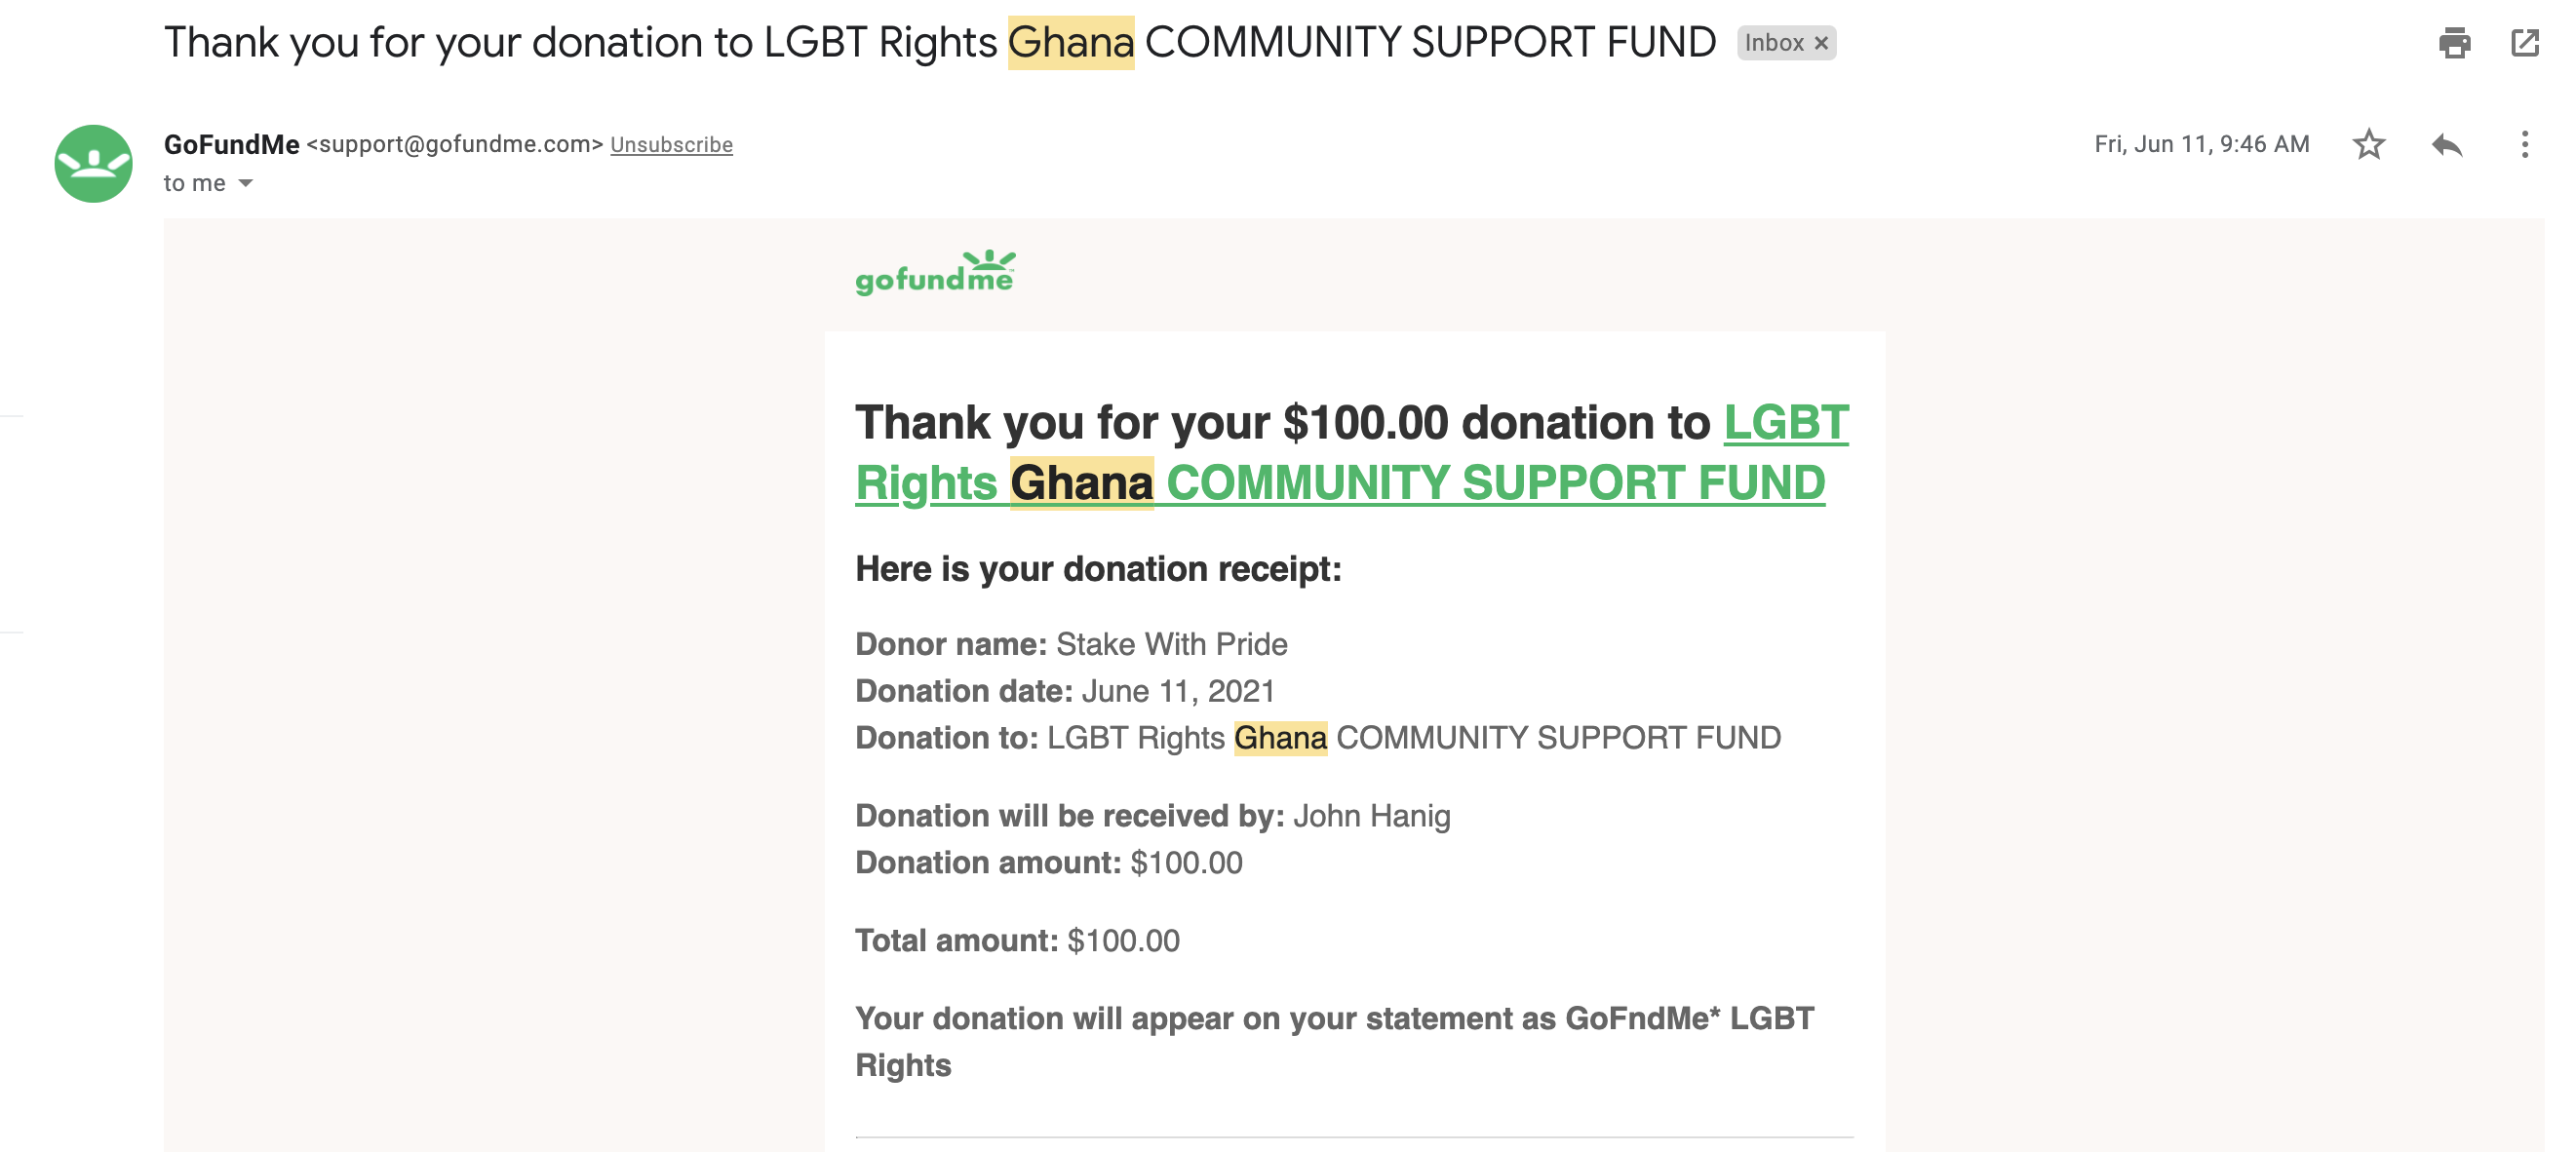 Thank you for your donation to LGBT Rights Ghana COMMUNITY SUPPORT FUND Inbox ×
GoFundMe <support@gofundme.com> Unsubscribe Fri, Jun 11, 9:46 AM
to me
gofundme™
Thank you for your $100.00 donation to LGBT
Rights Ghana COMMUNITY SUPPORT FUND
Here is your donation receipt:
Donor name: Stake With Pride
Donation date: June 11, 2021
Donation to: LGBT Rights Ghana COMMUNITY SUPPORT FUND
Donation will be received by: John Hanig
Donation amount: $100.00
Total amount: $100.00
Your donation will appear on your statement as GoFndMe* LGBT
Rights